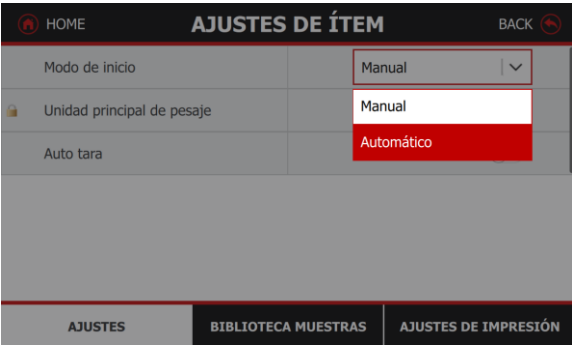 HOME AJUSTES DE ÍTEM BACK
Modo de inicio Manual
Unidad principal de pesaje Manual
Automático
Auto tara
AJUSTES BIBLIOTECA MUESTRAS AJUSTES DE IMPRESIÓN